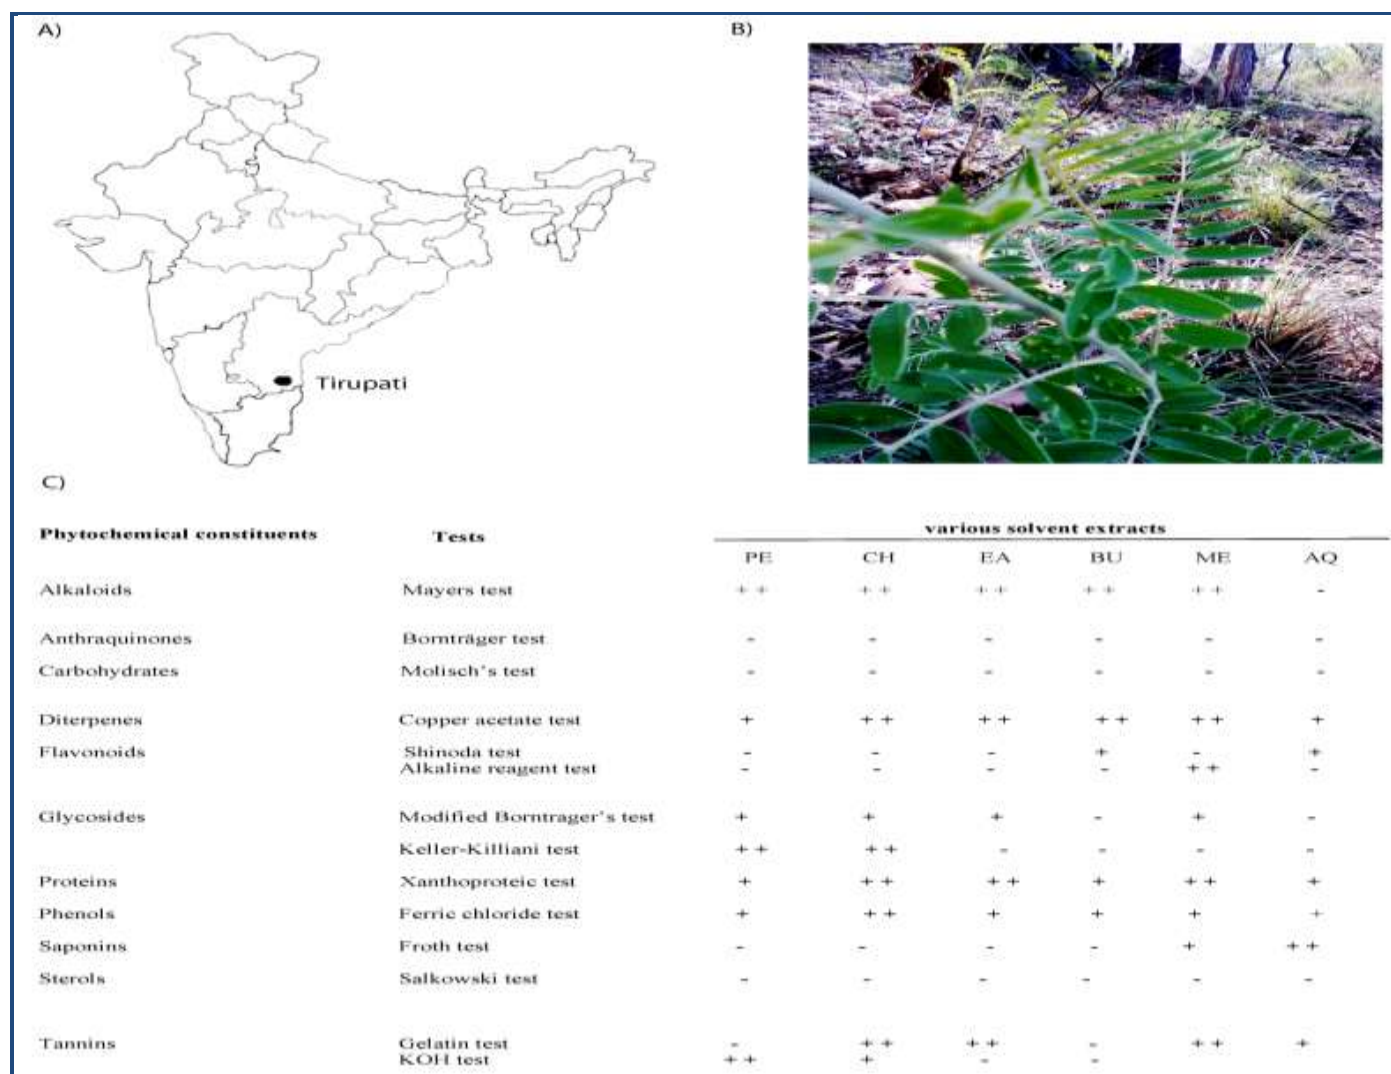 A)
B)
Tirupati
C)
Phytochemical constituents Tests various solvent extracts
PE CH EA BU ME AQ
Alkaloids Mayers test ++ ++ ++ ++ ++ -
Anthraquinones Bornträger test - - - - - -
Carbohydrates Molisch's test - - - - - -
Diterpenes Copper acetate test + ++ ++ ++ ++ +
Flavonoids Shinoda test - - - + - +
Alkaline reagent test - - - - ++ -
Glycosides Modified Borntrager's test + + + - + -
Keller-Killiani test ++ ++ - - - -
Proteins Xanthoproteic test + ++ ++ + ++ +
Phenols Ferric chloride test + ++ + + + +
Saponins Froth test - - - - + ++
Sterols Salkowski test - - - - - -
Tannins Gelatin test - ++ ++ - ++ +
KOH test ++ + - -